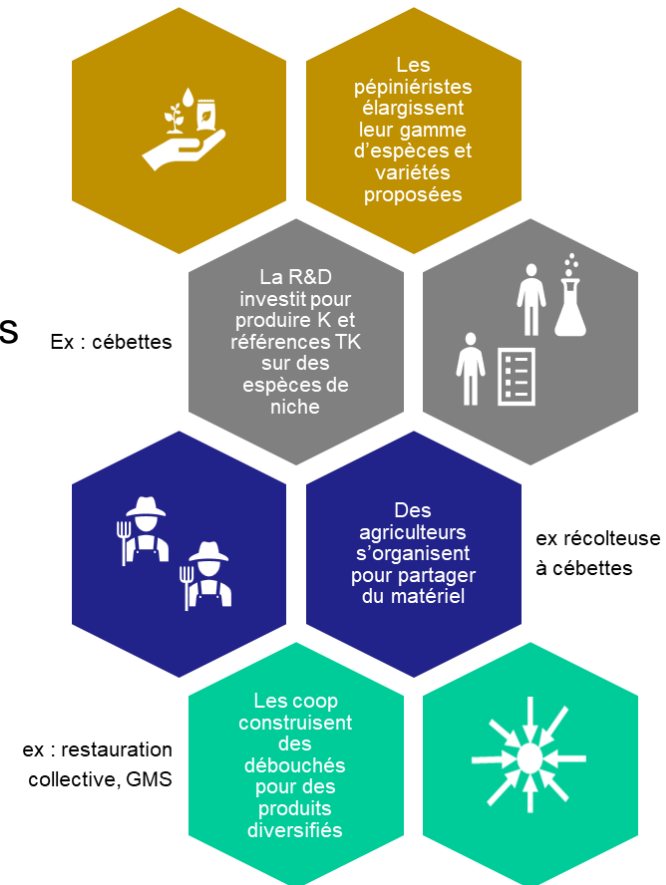 Les
pépiniéristes
élargissent
leur gamme
d'espèces et
variétés
proposées
s
Ex : cébettes
La R&D
investit pour
produire K et
références TK
sur des
espèces de
niche
Des
agriculteurs
s'organisent
pour partager
du matériel
ex récolteuse
à cébettes
ex : restauration
collective, GMS
Les coop
construisent
des
débouchés
pour des
produits
diversifiés